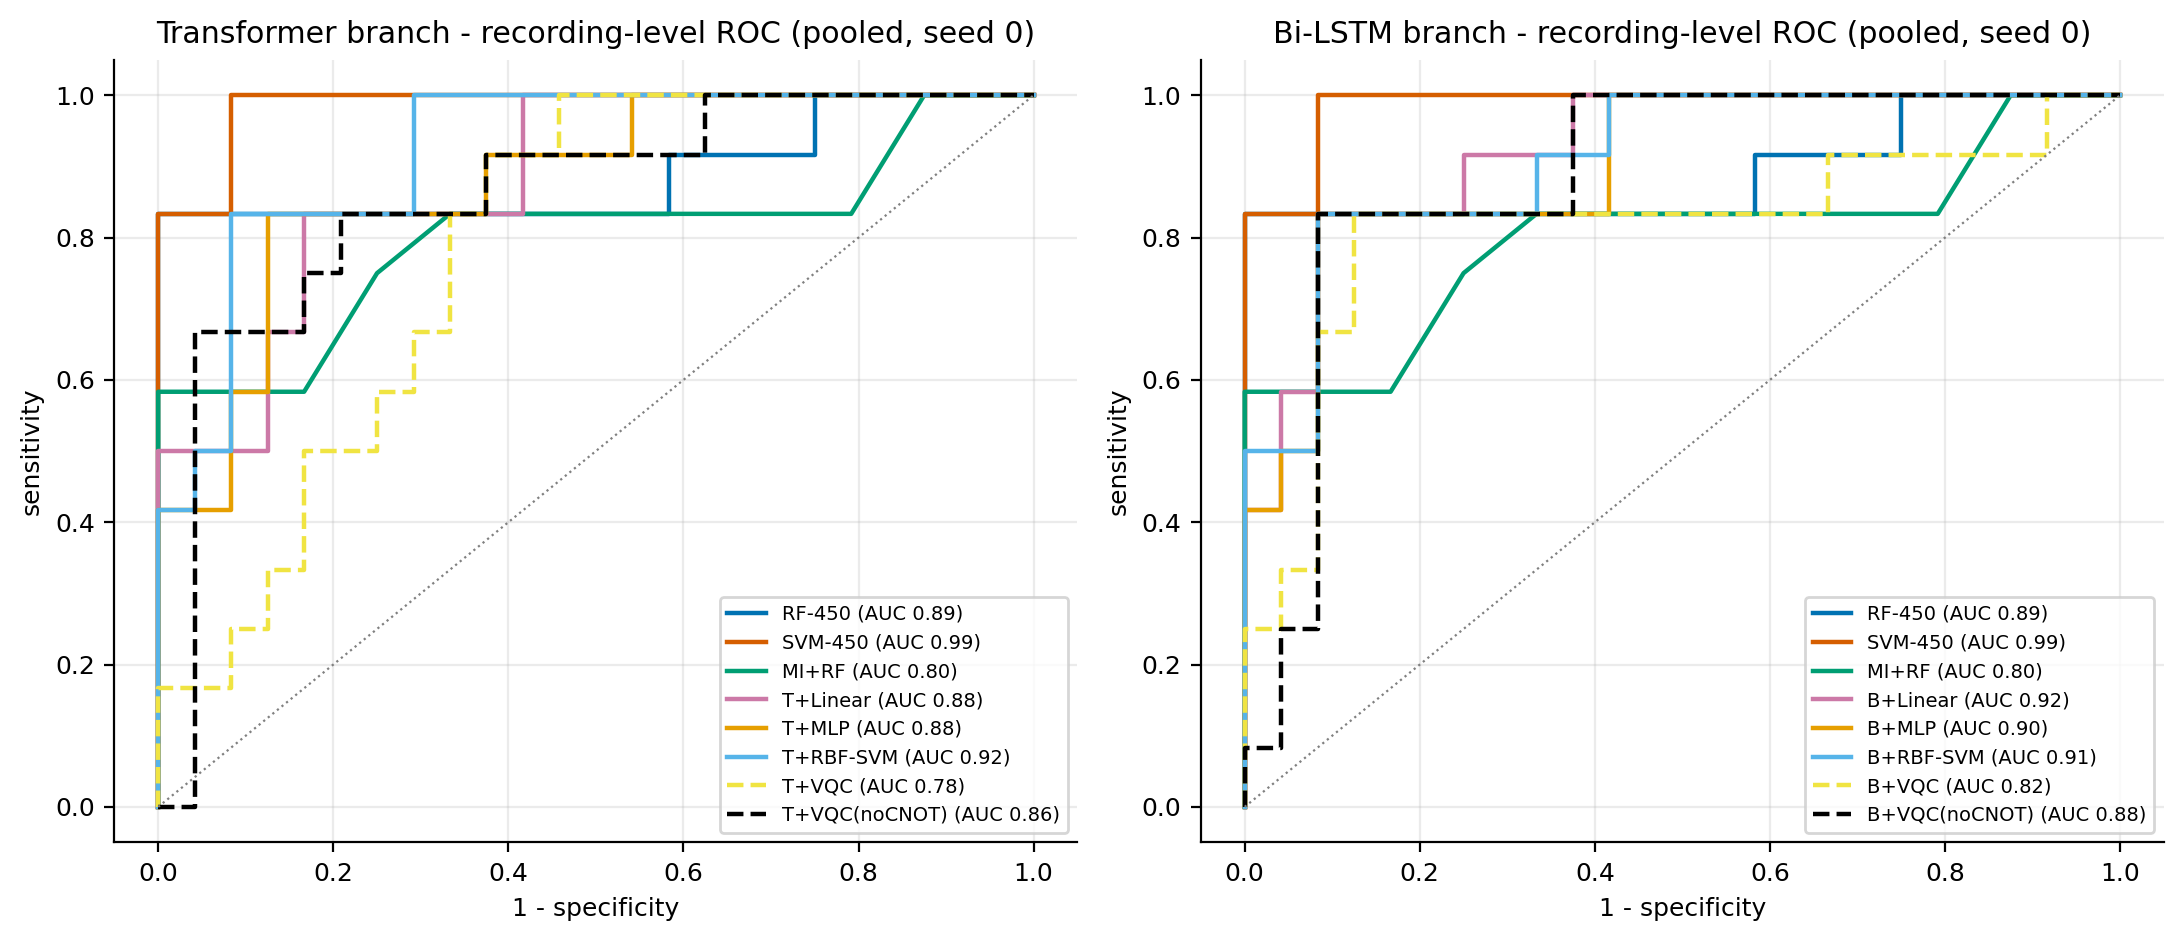 Transformer branch - recording-level ROC (pooled, seed 0)
1.0
0.8
0.6
0.4
0.2
0.0
sensitivity
0.0 0.2 0.4 0.6 0.8 1.0
1 - specificity
RF-450 (AUC 0.89)
SVM-450 (AUC 0.99)
MI+RF (AUC 0.80)
T+Linear (AUC 0.88)
T+MLP (AUC 0.88)
T+RBF-SVM (AUC 0.92)
T+VQC (AUC 0.78)
T+VQC(noCNOT) (AUC 0.86)
Bi-LSTM branch - recording-level ROC (pooled, seed 0)
1.0
0.8
0.6
0.4
0.2
0.0
sensitivity
0.0 0.2 0.4 0.6 0.8 1.0
1 - specificity
RF-450 (AUC 0.89)
SVM-450 (AUC 0.99)
MI+RF (AUC 0.80)
B+Linear (AUC 0.92)
B+MLP (AUC 0.90)
B+RBF-SVM (AUC 0.91)
B+VQC (AUC 0.82)
B+VQC(noCNOT) (AUC 0.88)